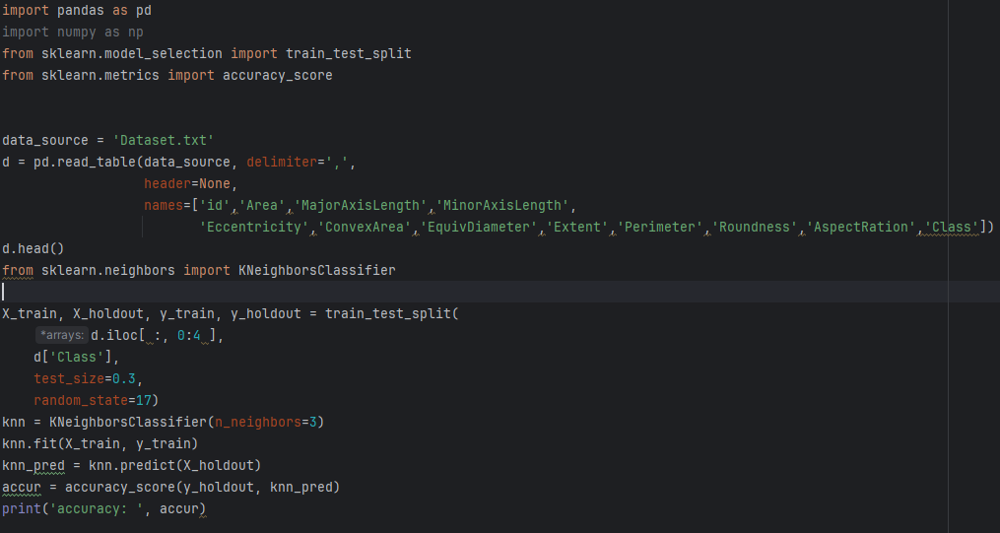 import pandas as pd
import numpy as np
from sklearn.model_selection import train_test_split
from sklearn.metrics import accuracy_score
data_source = 'Dataset.txt'
d = pd.read_table(data_source, delimiter=',',
                  header=None,
                  names=['id','Area','MajorAxisLength','MinorAxisLength',
                         'Eccentricity','ConvexArea','EquivDiameter','Extent','Perimeter','Roundness','AspectRation','Class'])
d.head()
from sklearn.neighbors import KNeighborsClassifier
X_train, X_holdout, y_train, y_holdout = train_test_split(
    *arrays: d.iloc[ :, 0:4 ],
    d['Class'],
    test_size=0.3,
    random_state=17)
knn = KNeighborsClassifier(n_neighbors=3)
knn.fit(X_train, y_train)
knn_pred = knn.predict(X_holdout)
accur = accuracy_score(y_holdout, knn_pred)
print('accuracy: ', accur)